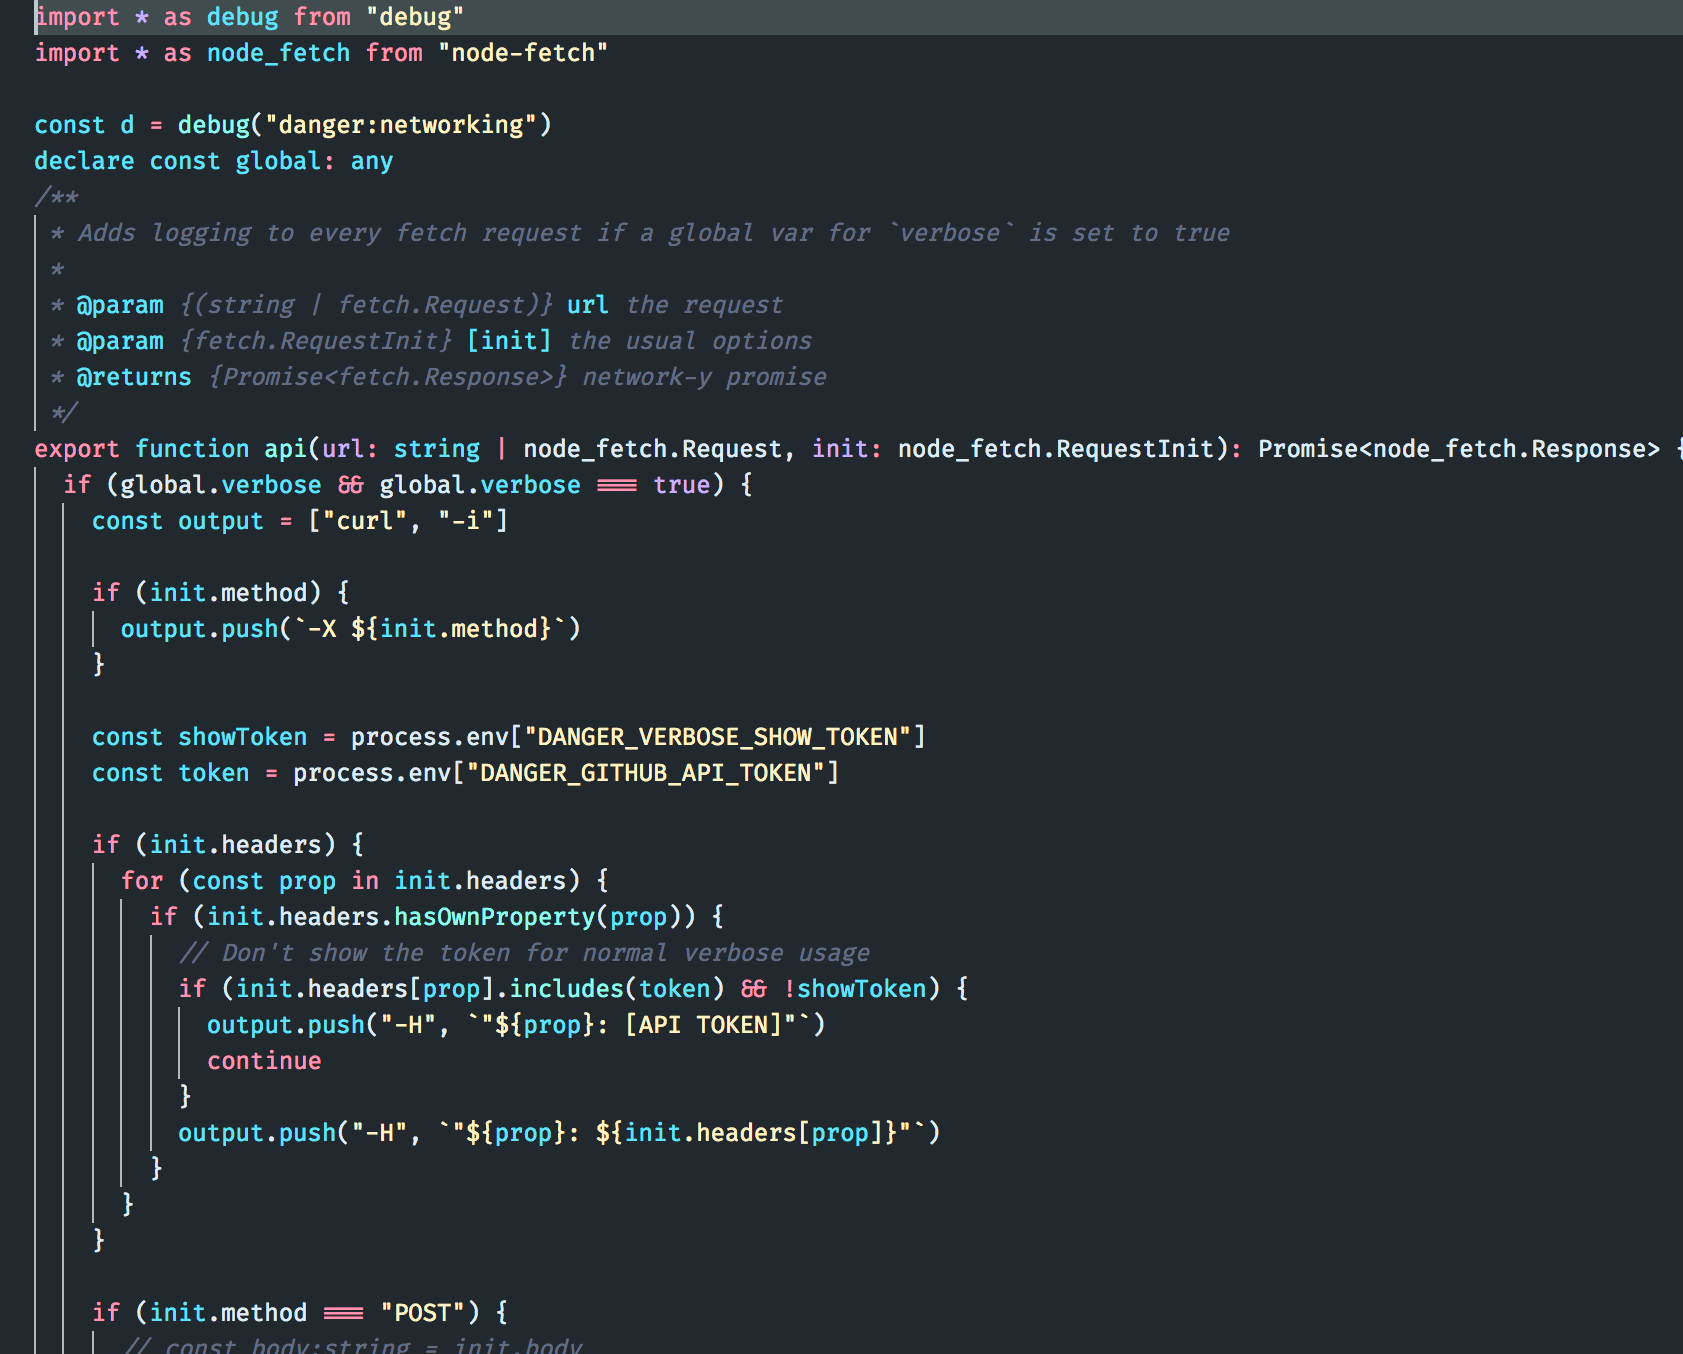 import * as debug from "debug"
import * as node_fetch from "node-fetch"
const d = debug("danger:networking")
declare const global: any
/**
* Adds logging to every fetch request if a global var for `verbose` is set to true
*
* @param {(string | fetch.Request)} url the request
* @param {fetch.RequestInit} [init] the usual options
* @returns {Promise<fetch.Response>} network-y promise
*/
export function api(url: string | node_fetch.Request, init: node_fetch.RequestInit): Promise<node_fetch.Response> {
if (global.verbose && global.verbose === true) {
const output = ["curl", "-i"]
if (init.method) {
output.push(`-X ${init.method}`)
}
const showToken = process.env["DANGER_VERBOSE_SHOW_TOKEN"]
const token = process.env["DANGER_GITHUB_API_TOKEN"]
if (init.headers) {
for (const prop in init.headers) {
if (init.headers.hasOwnProperty(prop)) {
// Don't show the token for normal verbose usage
if (init.headers[prop].includes(token) && !showToken) {
output.push("-H", `"${prop}: [API TOKEN]"`)
continue
}
output.push("-H", `"${prop}: ${init.headers[prop]}"`)
}
}
}
if (init.method === "POST") {
// const body:string = init.body